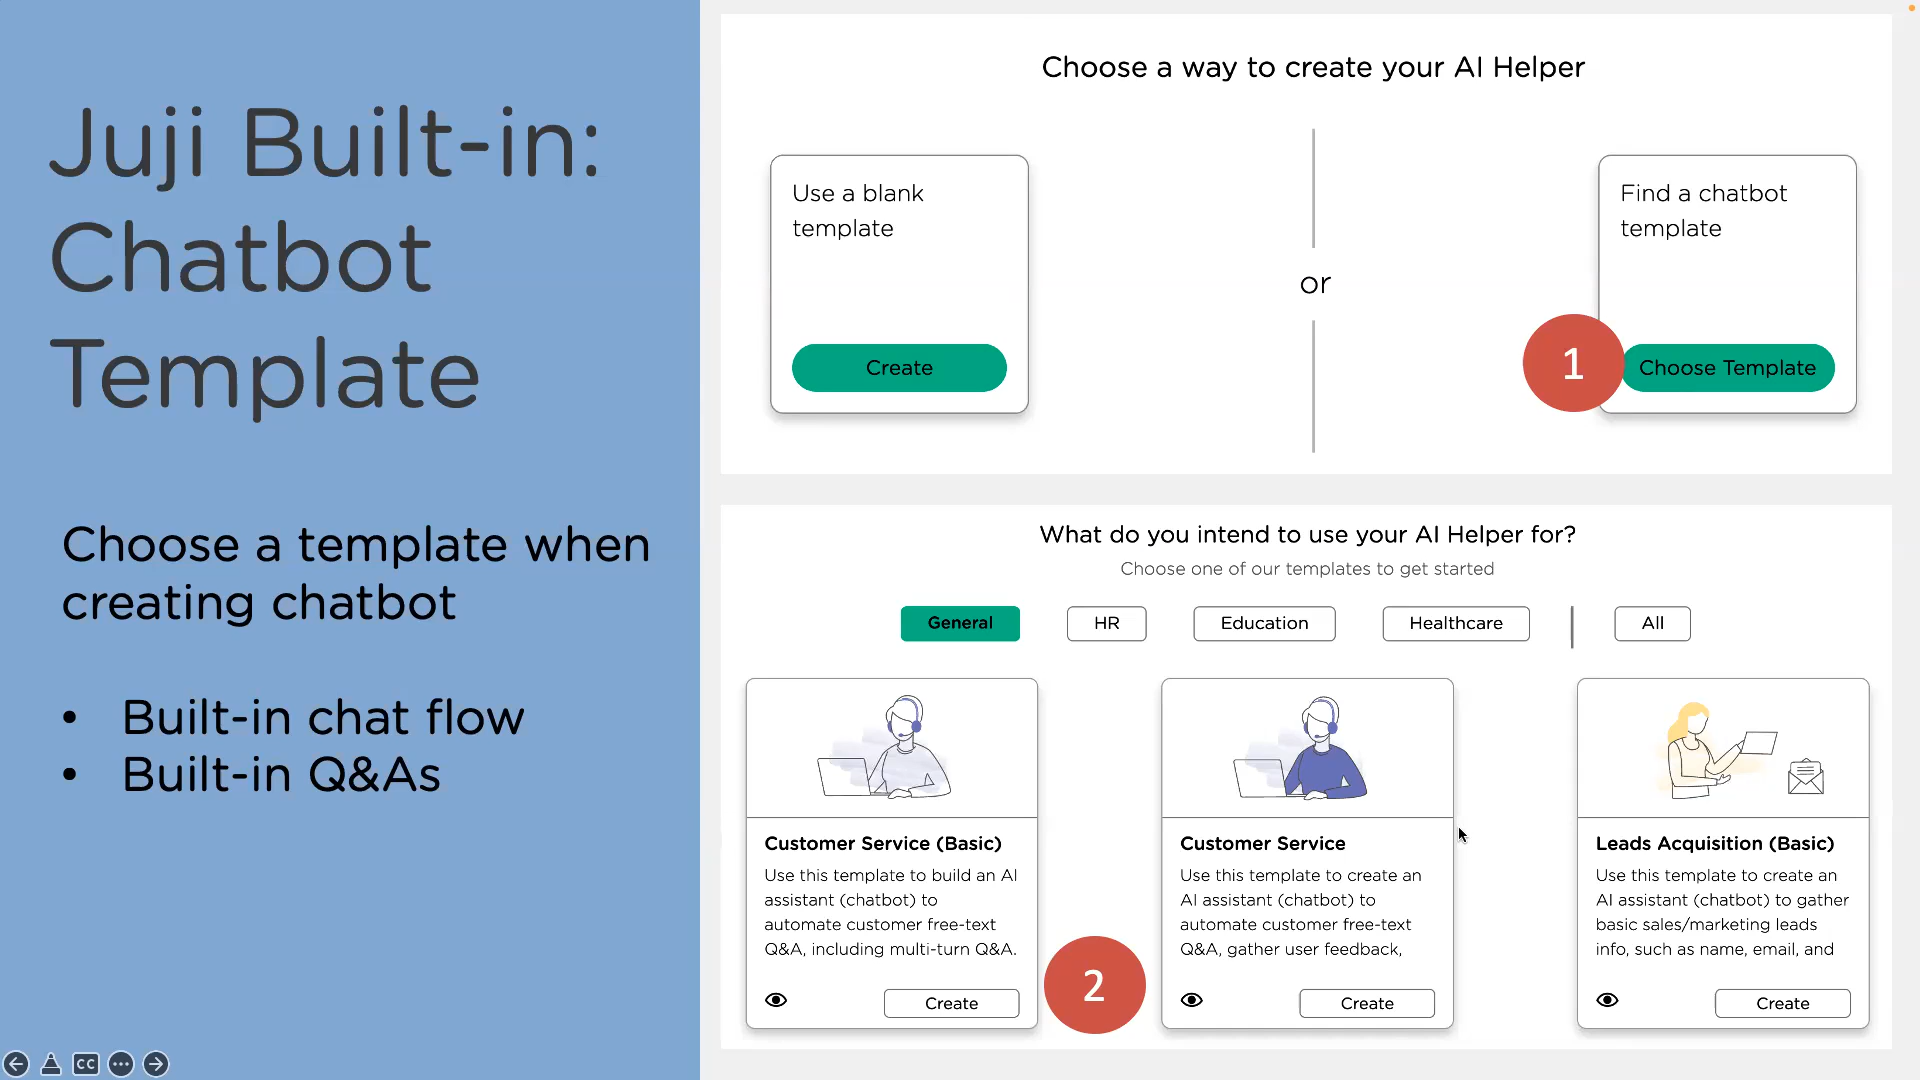 Juji Built-in:
Chatbot
Template
Choose a template when
creating chatbot
• Built-in chat flow
• Built-in Q&As
Choose a way to create your AI Helper
Use a blank
template
Create
or
Find a chatbot
template
1
Choose Template
What do you intend to use your AI Helper for?
Choose one of our templates to get started
General
HR
Education
Healthcare
All
Customer Service (Basic)
Use this template to build an AI
assistant (chatbot) to
automate customer free-text
Q&A, including multi-turn Q&A.
Create
2
Customer Service
Use this template to create an
AI assistant (chatbot) to
automate customer free-text
Q&A, gather user feedback,
Create
Leads Acquisition (Basic)
Use this template to create an
AI assistant (chatbot) to gather
basic sales/marketing leads
info, such as name, email, and
Create
CC